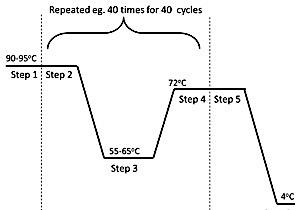 Repeated eg. 40 times for 40 cycles
90-95°C
Step 1 Step 2
72°C
Step 4 Step 5
55-65°C
Step 3
4°C